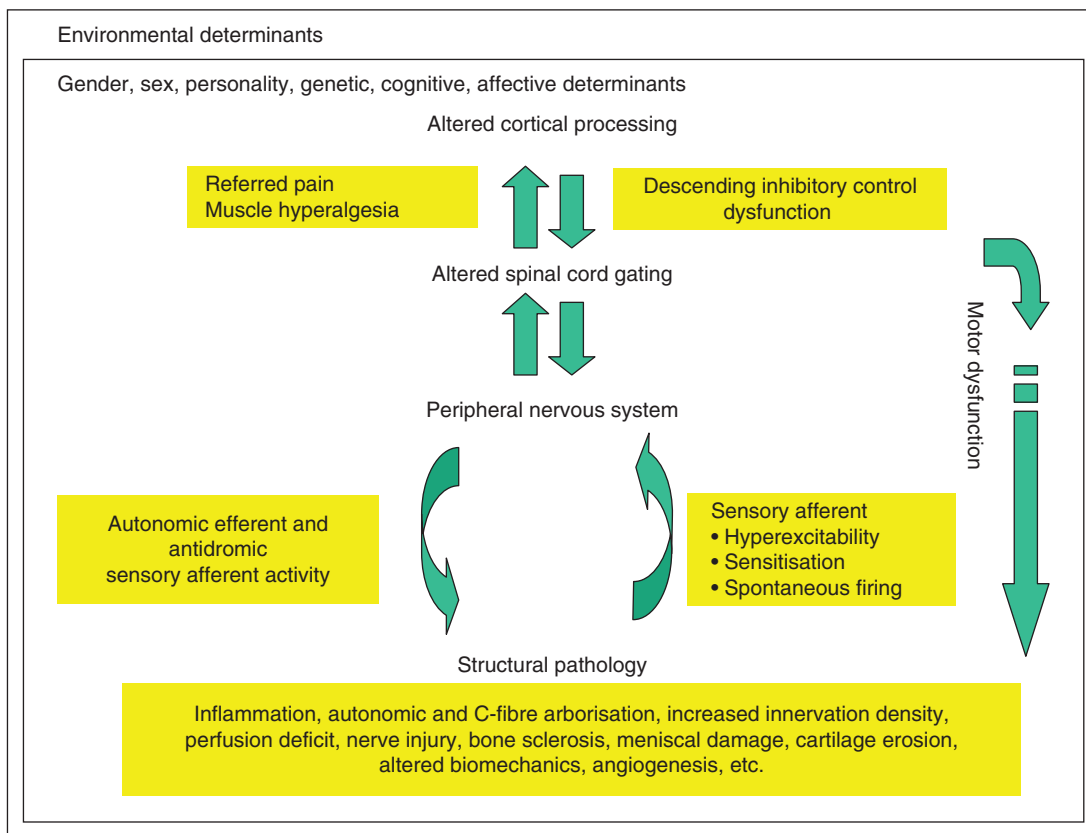 Environmental determinants
Gender, sex, personality, genetic, cognitive, affective determinants
Altered cortical processing
Referred pain
Muscle hyperalgesia
Descending inhibitory control
dysfunction
Altered spinal cord gating
Motor dysfunction
Peripheral nervous system
Autonomic efferent and
antidromic
sensory afferent activity
Sensory afferent
• Hyperexcitability
• Sensitisation
• Spontaneous firing
Structural pathology
Inflammation, autonomic and C-fibre arborisation, increased innervation density,
perfusion deficit, nerve injury, bone sclerosis, meniscal damage, cartilage erosion,
altered biomechanics, angiogenesis, etc.